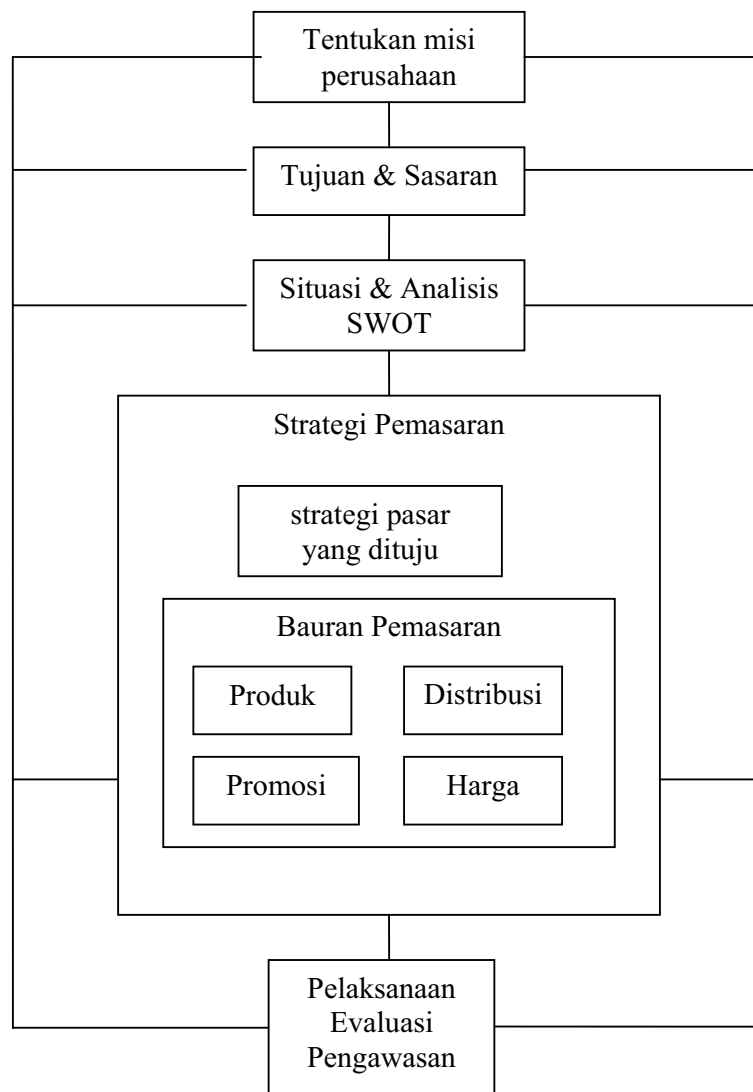 Tentukan misi
perusahaan
Tujuan & Sasaran
Situasi & Analisis
SWOT
Strategi Pemasaran
strategi pasar
yang dituju
Bauran Pemasaran
Produk
Distribusi
Promosi
Harga
Pelaksanaan
Evaluasi
Pengawasan